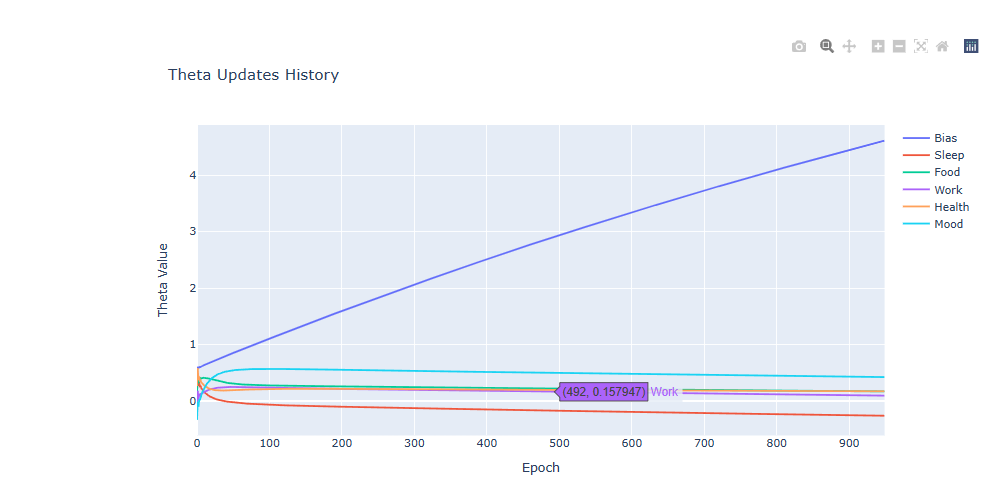 Theta Updates History
Theta Value
4
3
2
1
0
0 100 200 300 400 500 600 700 800 900
Epoch
(492, 0.157947) Work
Bias
Sleep
Food
Work
Health
Mood